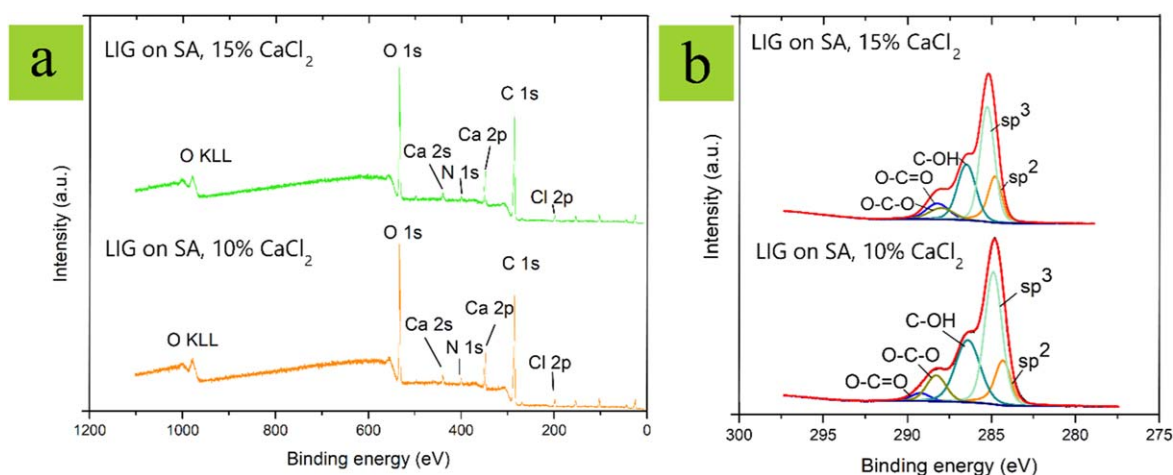 a
LIG on SA, 15% CaCl₂
O 1s
C 1s
Ca 2p
Ca 2s
N 1s
O KLL
Cl 2p
LIG on SA, 10% CaCl₂
O 1s
C 1s
Ca 2p
Ca 2s
N 1s
O KLL
Cl 2p
Intensity (a.u.)
1200 1000 800 600 400 200 0
Binding energy (eV)
b
LIG on SA, 15% CaCl₂
sp³
C-OH
O-C=O
sp²
O-C-O
LIG on SA, 10% CaCl₂
sp³
C-OH
O-C-O
sp²
O-C=O
Intensity (a.u.)
300 295 290 285 280 275
Binding energy (eV)